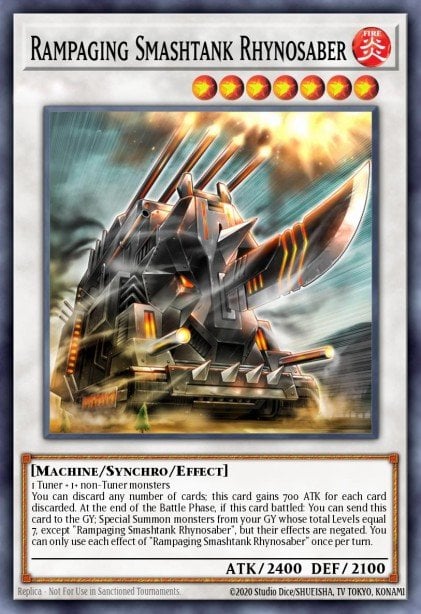 RAMPAGING SMASHTANK RHYNOSABER
FIRE
炎
[MACHINE/SYNCHRO/EFFECT]
1 Tuner + 1+ non-Tuner monsters
You can discard any number of cards; this card gains 700 ATK for each card
discarded. At the end of the Battle Phase, if this card battled: You can send this
card to the GY; Special Summon monsters from your GY whose total Levels equal
7, except "Rampaging Smashtank Rhynosaber", but their effects are negated. You
can only use each effect of "Rampaging Smashtank Rhynosaber" once per turn.
ATK/2400 DEF/2100
Replica - Not For Use in Sanctioned Tournaments. ©2020 Studio Dice/SHUEISHA, TV TOKYO, KONAMI